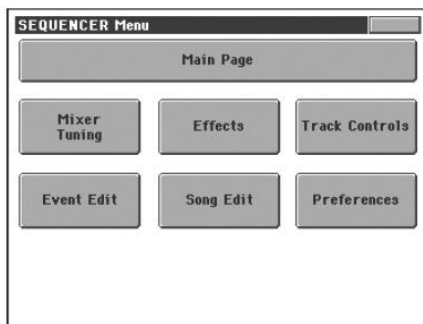 SEQUENCER Menu
Main Page
Mixer
Tuning
Effects
Track Controls
Event Edit
Song Edit
Preferences